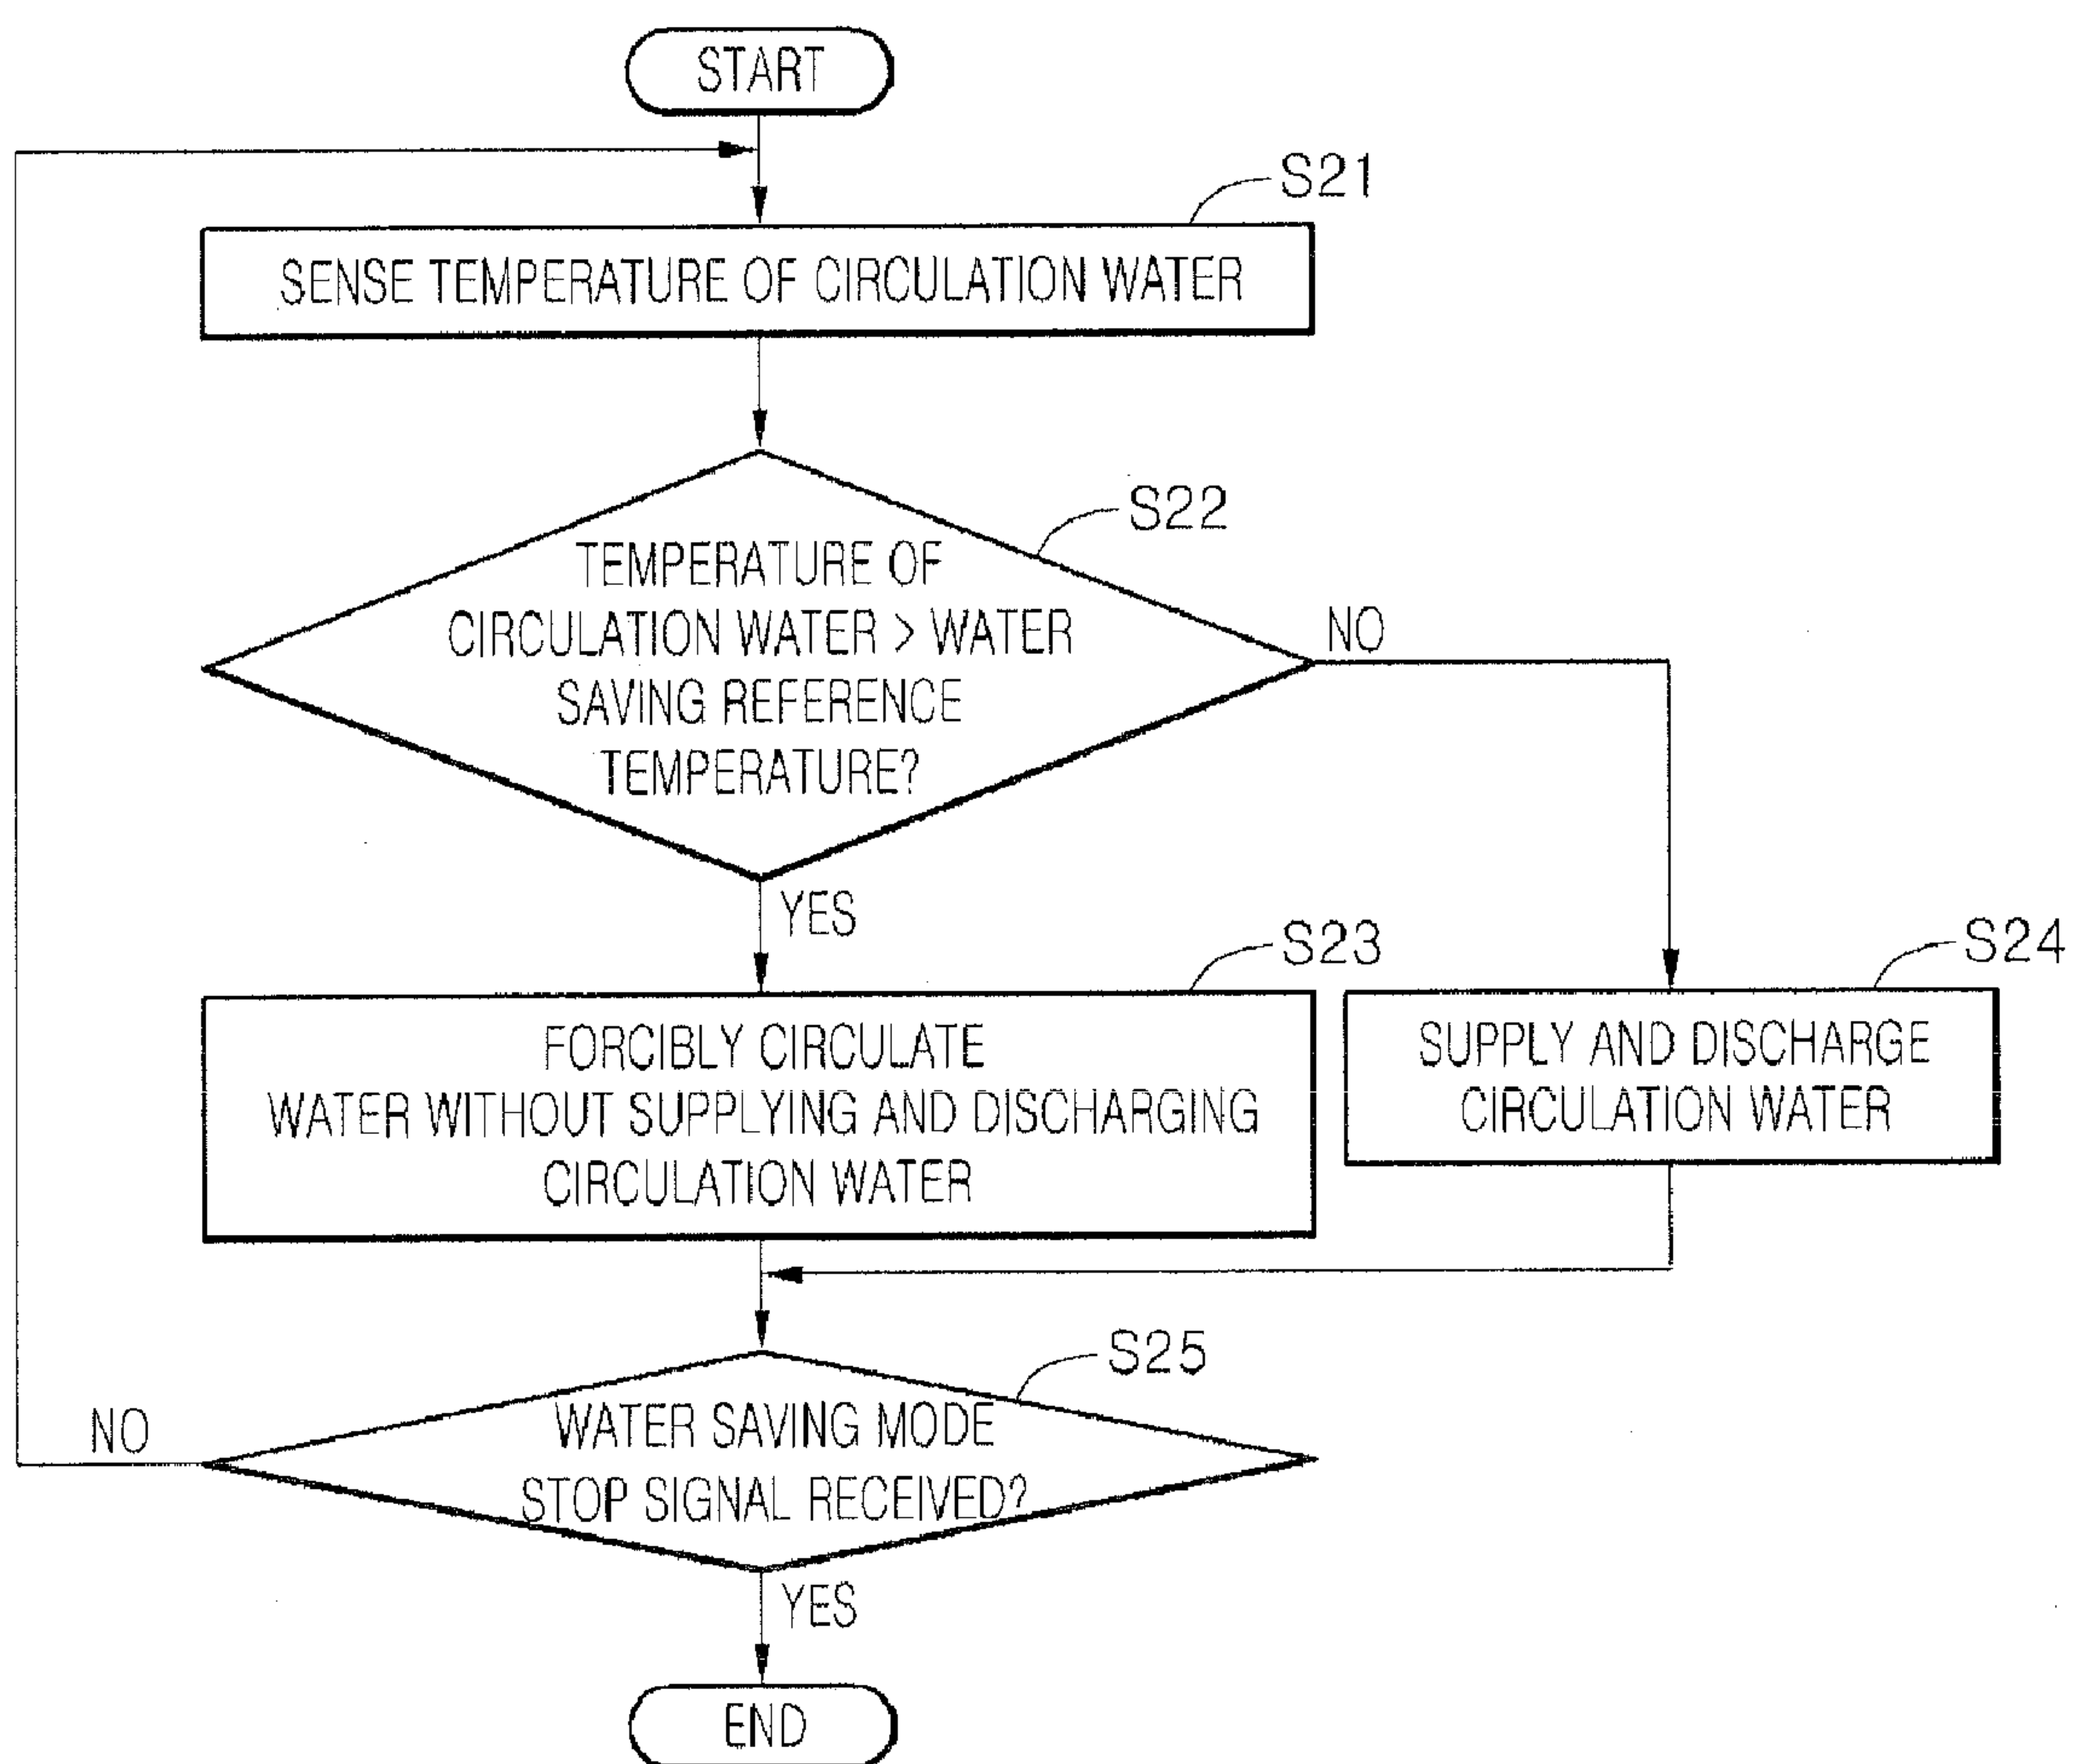 START
S21
SENSE TEMPERATURE OF CIRCULATION WATER
S22
TEMPERATURE OF
CIRCULATION WATER > WATER
SAVING REFERENCE
TEMPERATURE?
NO
YES
S23
FORCIBLY CIRCULATE
WATER WITHOUT SUPPLYING AND DISCHARGING
CIRCULATION WATER
S24
SUPPLY AND DISCHARGE
CIRCULATION WATER
S25
WATER SAVING MODE
STOP SIGNAL RECEIVED?
NO
YES
END